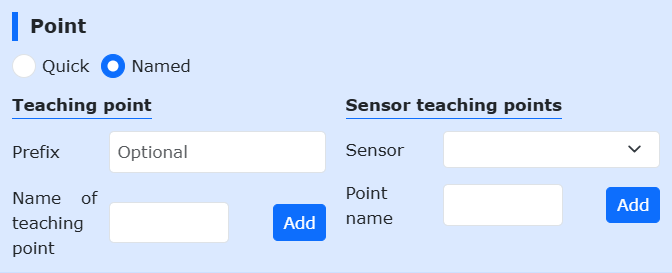 Point
Quick Named
Teaching point
Prefix Optional
Name of
teaching
point
Add
Sensor teaching points
Sensor
Point
name
Add